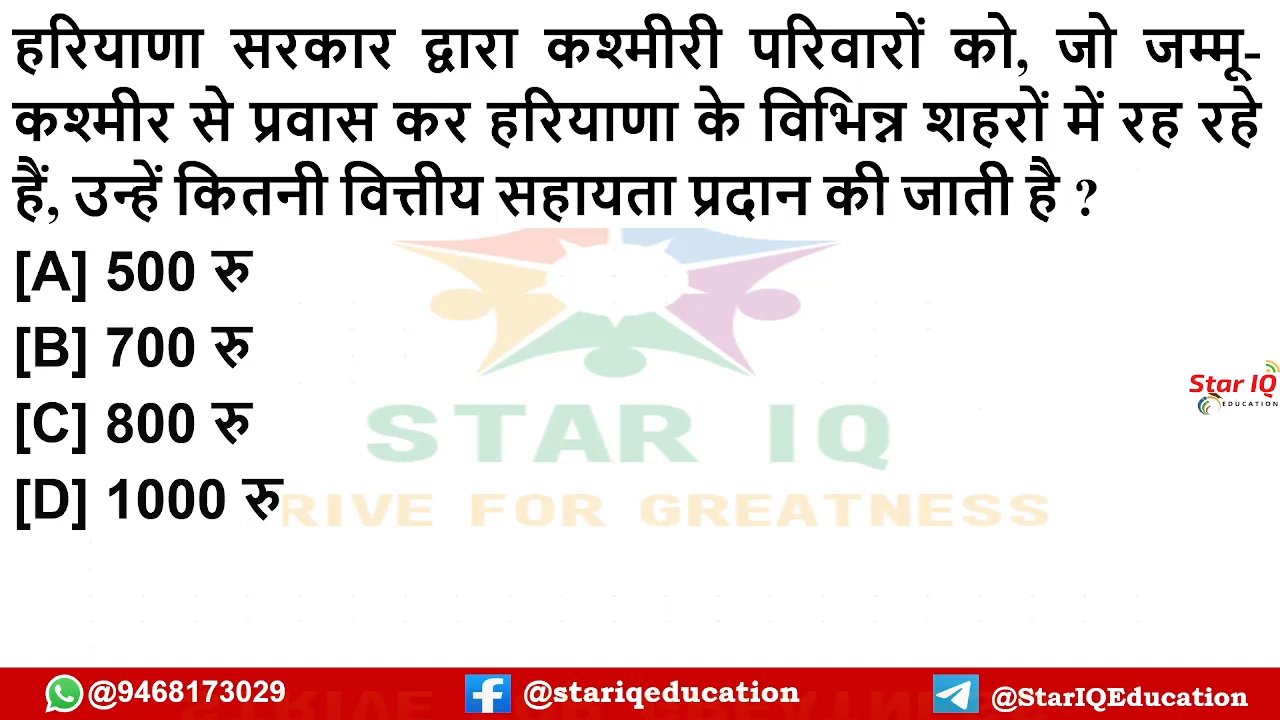 हरियाणा सरकार द्वारा कश्मीरी परिवारों को, जो जम्मू-
कश्मीर से प्रवास कर हरियाणा के विभिन्न शहरों में रह रहे
हैं, उन्हें कितनी वित्तीय सहायता प्रदान की जाती है ?
[A] 500 रु
[B] 700 रु
[C] 800 रु
[D] 1000 रु
STAR IQ
RIVE FOR GREATNESS
Star IQ
EDUCATION
@9468173029 @stariqeducation @StarIQEducation